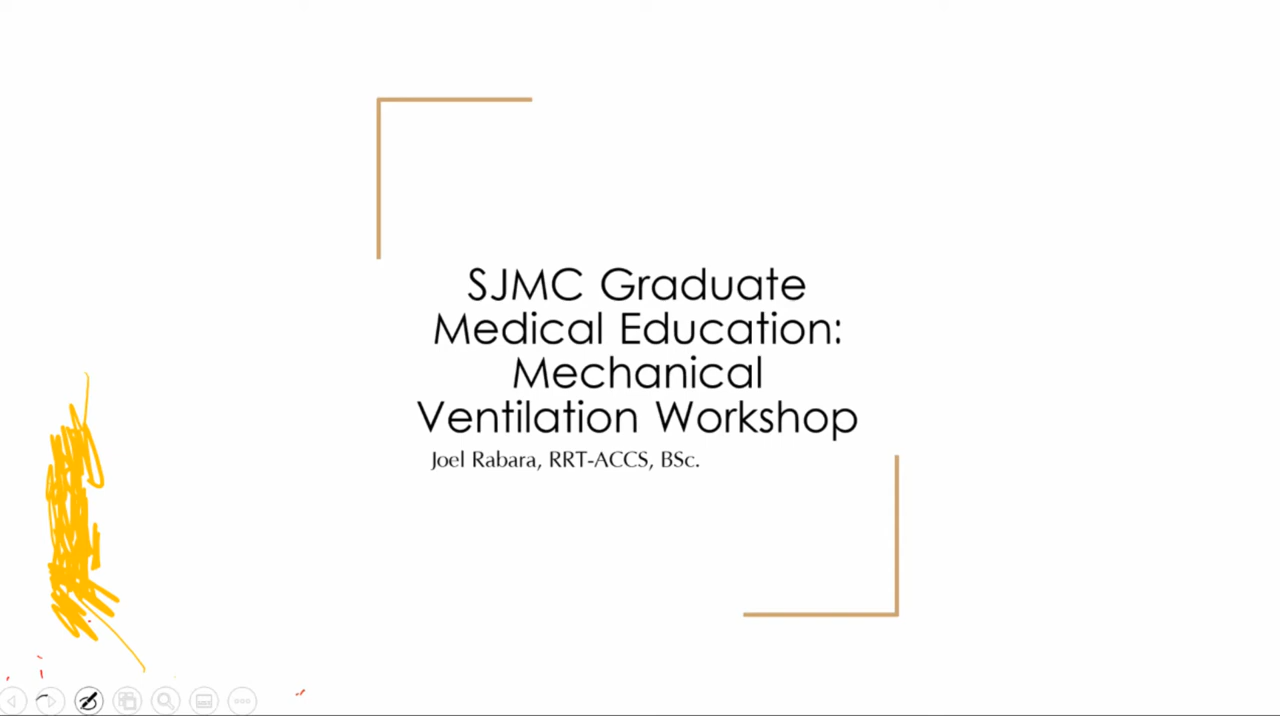 SJMC Graduate
Medical Education:
Mechanical
Ventilation Workshop
Joel Rabara, RRT-ACCS, BSc.